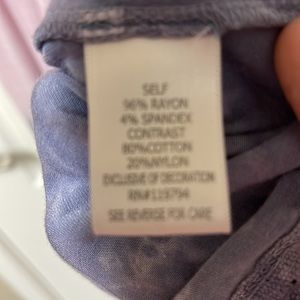 SELF
96% RAYON
4% SPANDEX
CONTRAST
80%COTTON
20%NYLON
EXCLUSIVE OF DECORATION
RN#119794
SEE REVERSE FOR CARE